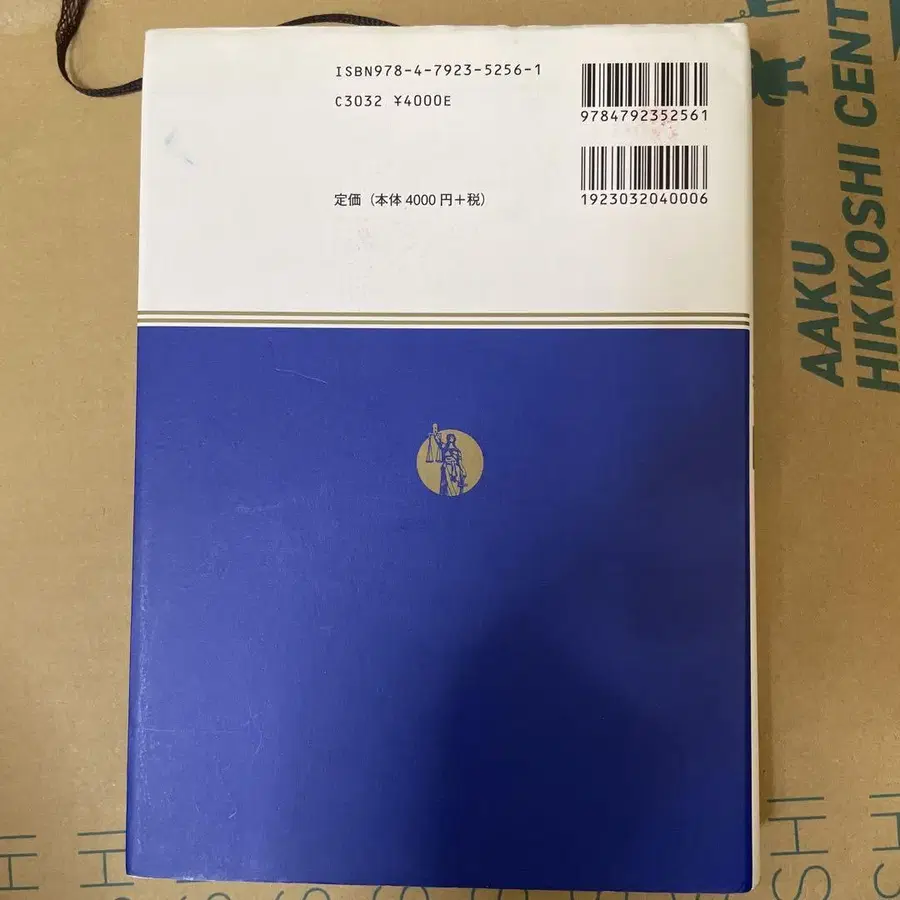 ISBN978-4-7923-5256-1
C3032 ¥4000E
定価（本体 4000 円＋税）
9784792352561
1923032040006
AAKU
HIKKOSHI CENT